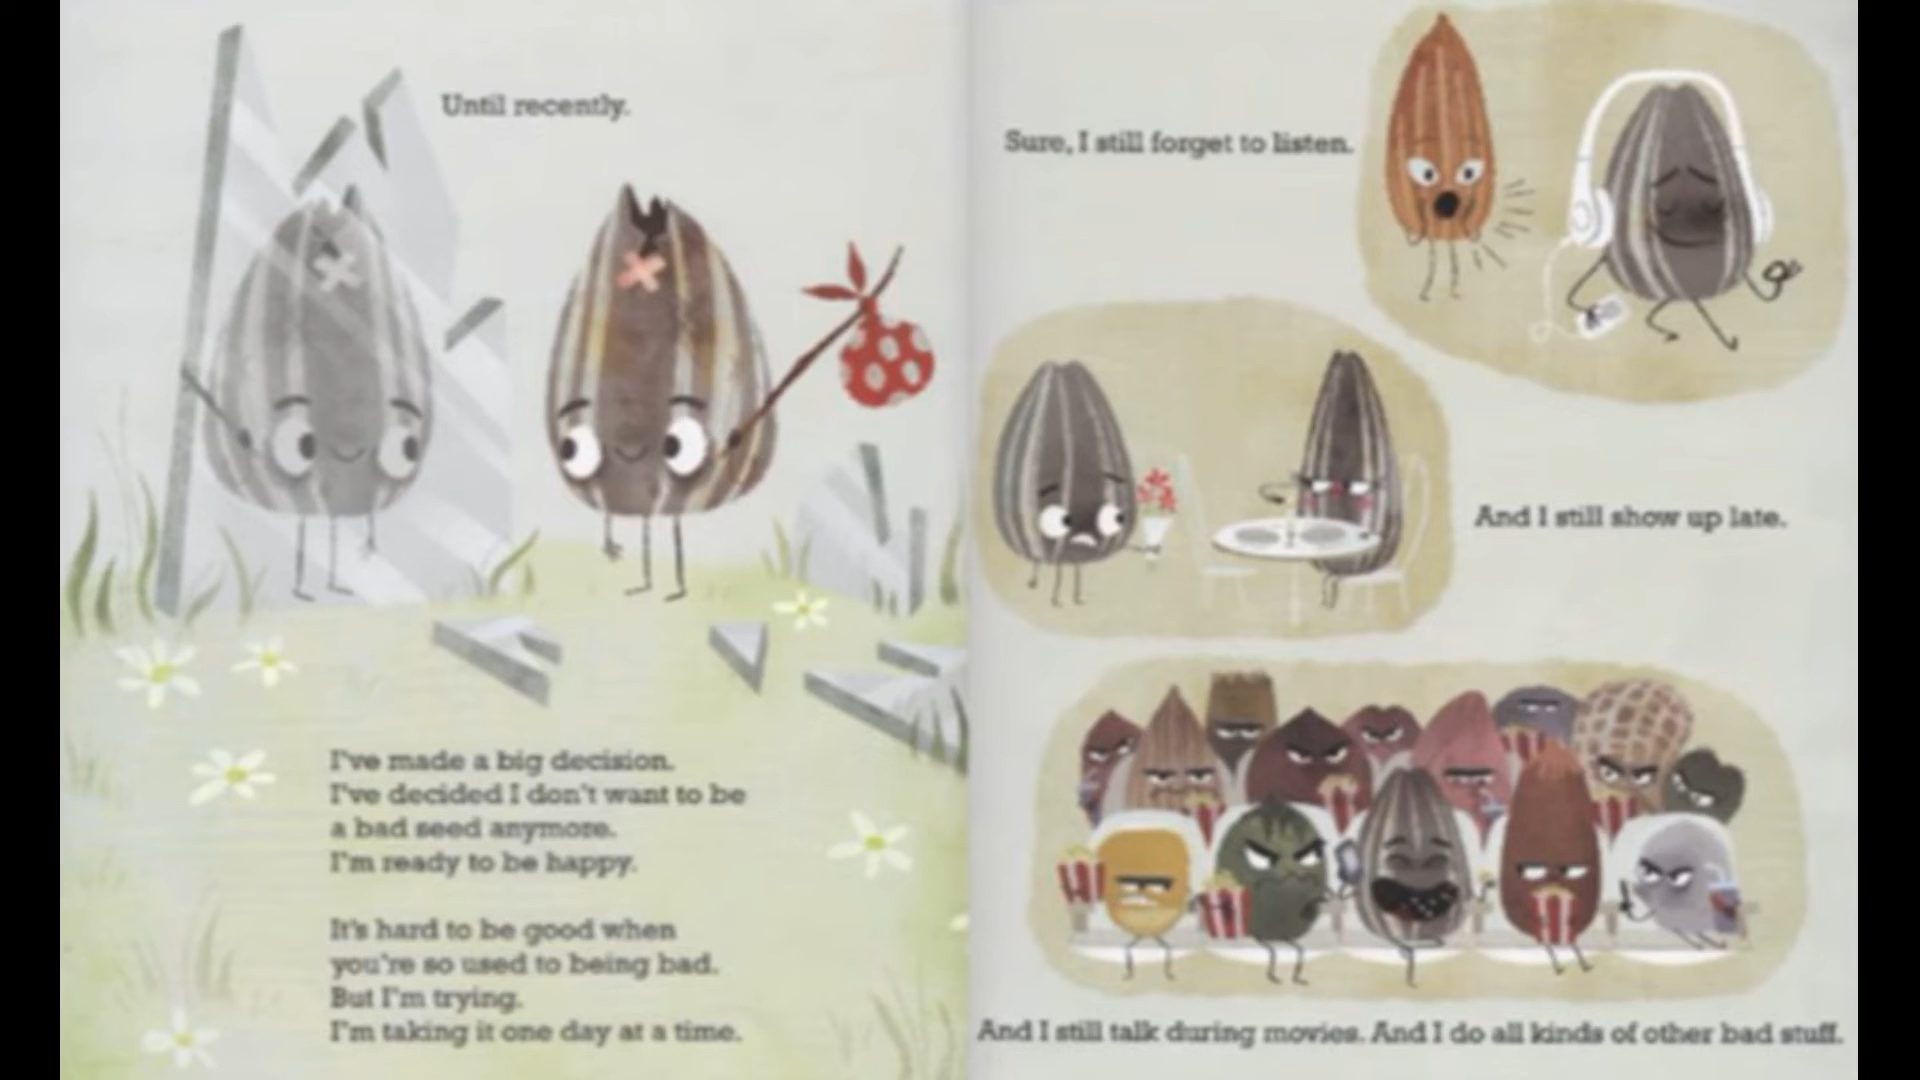 Until recently.
I've made a big decision.
I've decided I don't want to be
a bad seed anymore.
I'm ready to be happy.
It's hard to be good when
you're so used to being bad.
But I'm trying.
I'm taking it one day at a time.
Sure, I still forget to listen.
And I still show up late.
And I still talk during movies. And I do all kinds of other bad stuff.